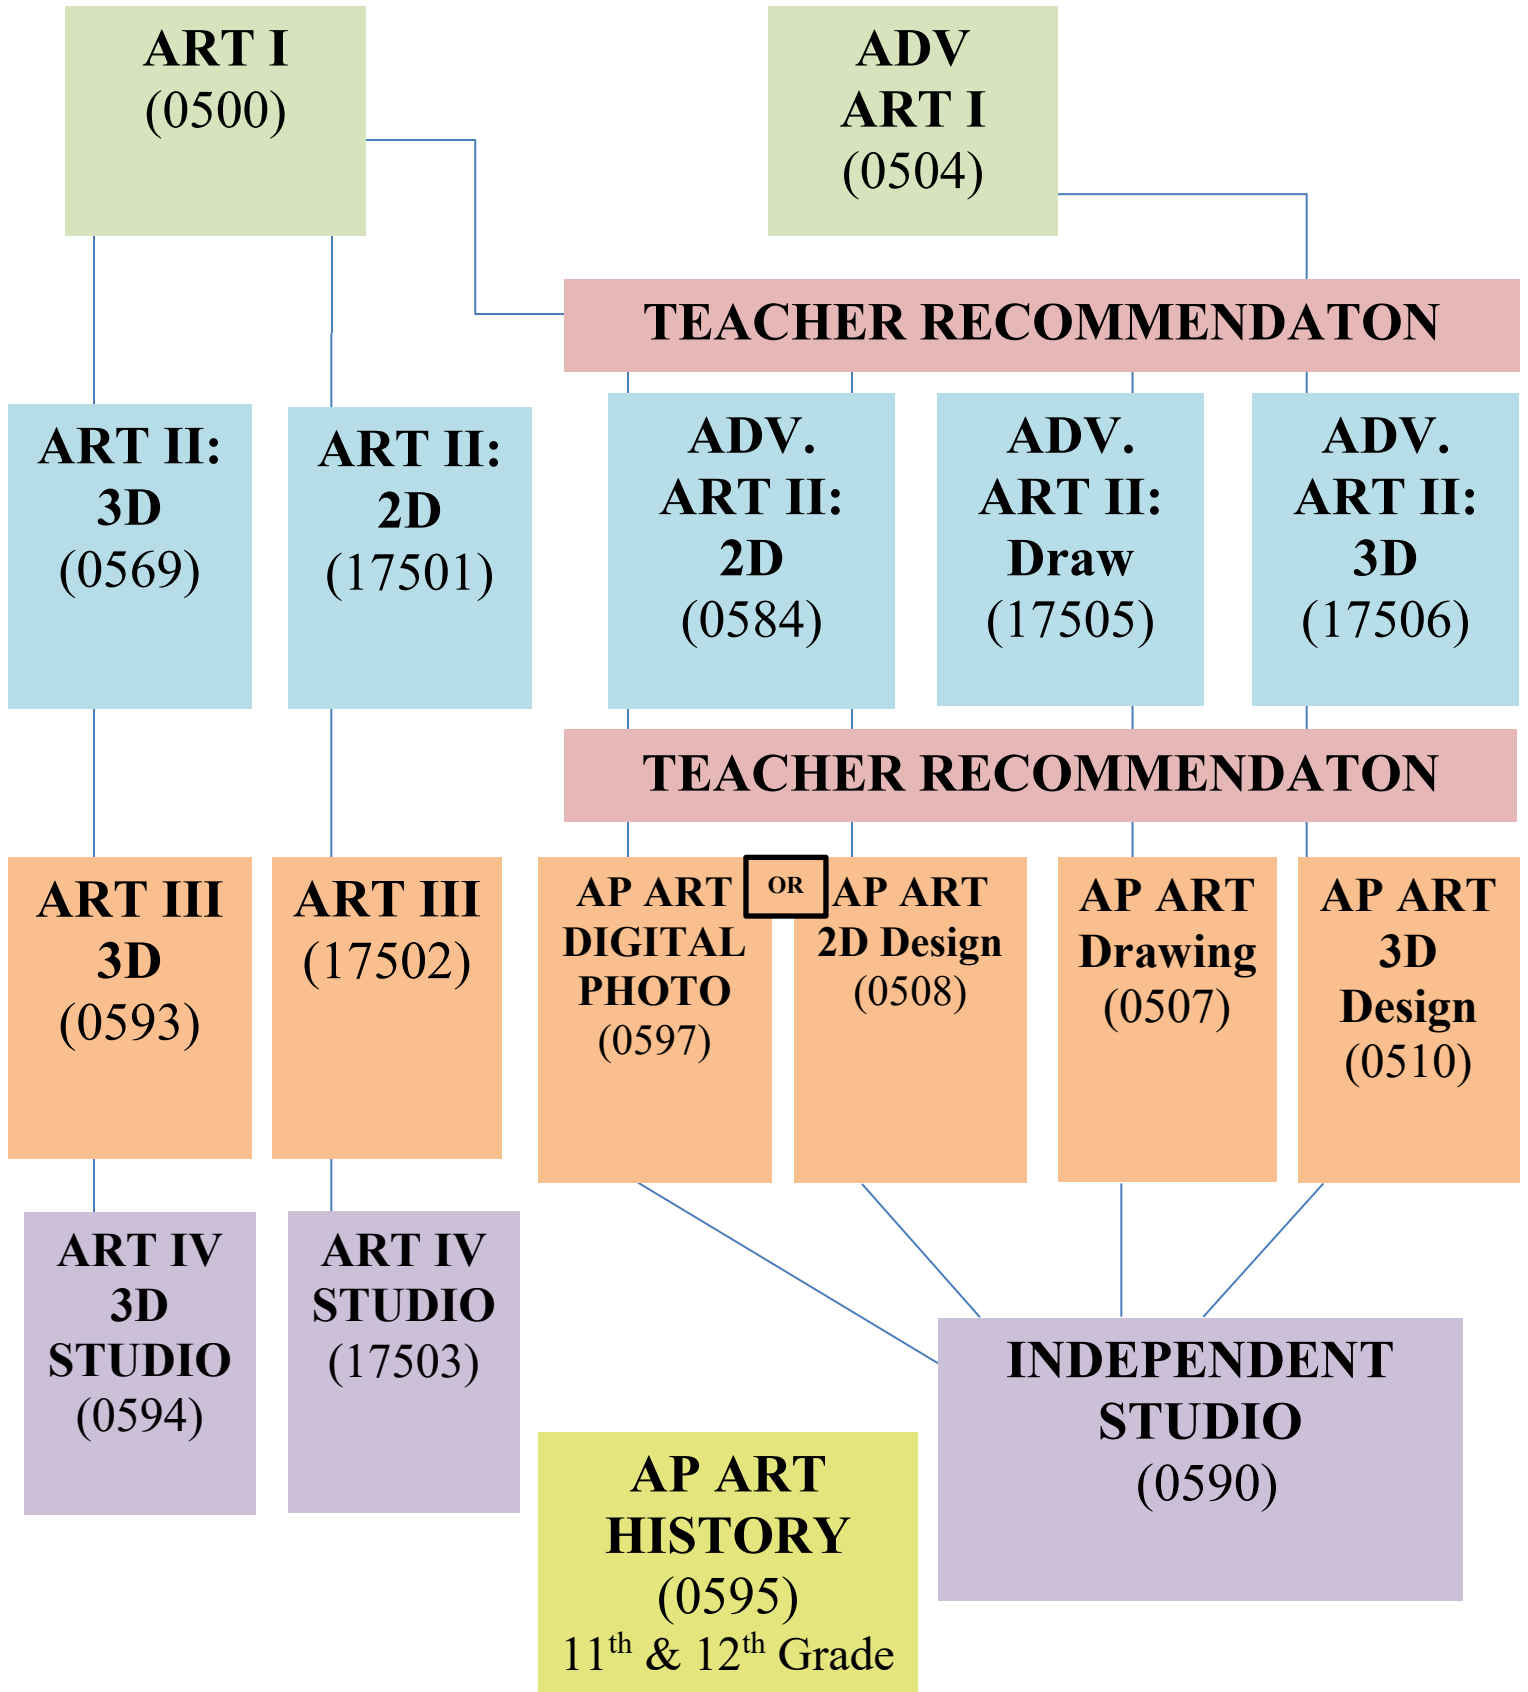 ART I
(0500)
ADV
ART I
(0504)
TEACHER RECOMMENDATON
ART II:
3D
(0569)
ART II:
2D
(17501)
ADV.
ART II:
2D
(0584)
ADV.
ART II:
Draw
(17505)
ADV.
ART II:
3D
(17506)
TEACHER RECOMMENDATON
ART III
3D
(0593)
ART III
(17502)
AP ART
DIGITAL
PHOTO
(0597)
OR
AP ART
2D Design
(0508)
AP ART
Drawing
(0507)
AP ART
3D
Design
(0510)
ART IV
3D
STUDIO
(0594)
ART IV
STUDIO
(17503)
INDEPENDENT
STUDIO
(0590)
AP ART
HISTORY
(0595)
11th & 12th Grade